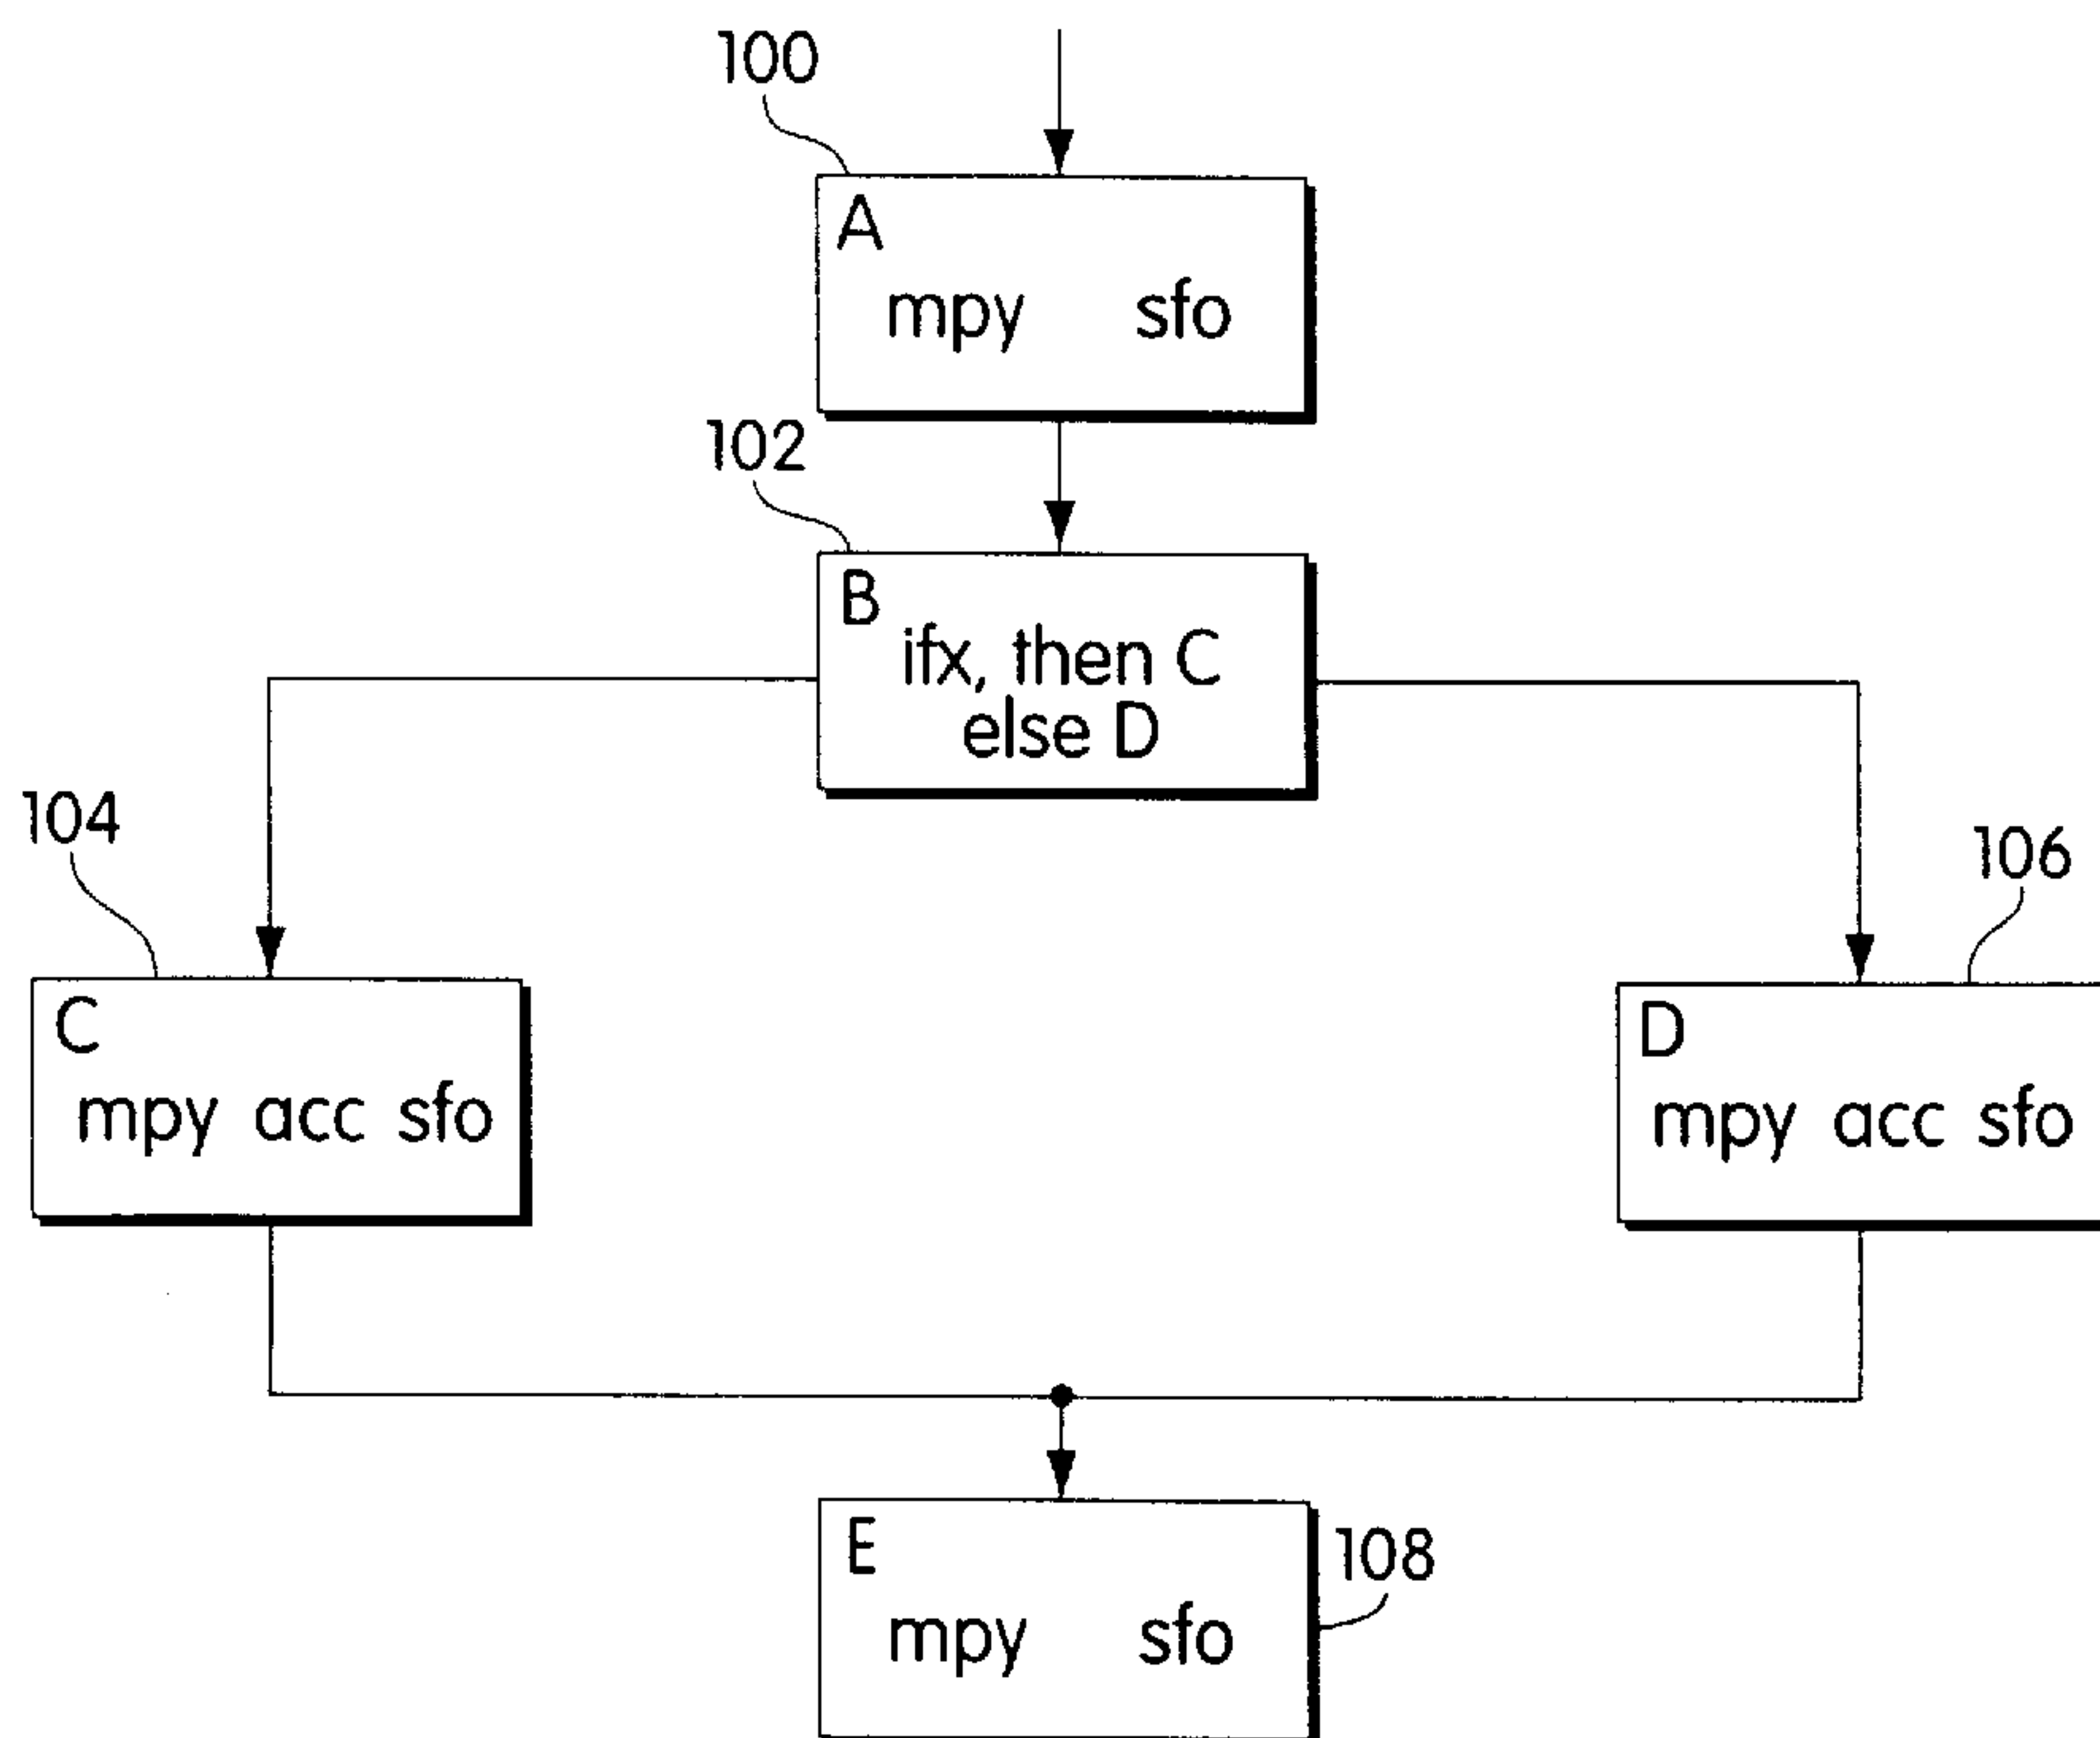 100
A
mpy sfo
102
B
ifx, then C
else D
104
106
C
mpy acc sfo
D
mpy acc sfo
E
108
mpy sfo